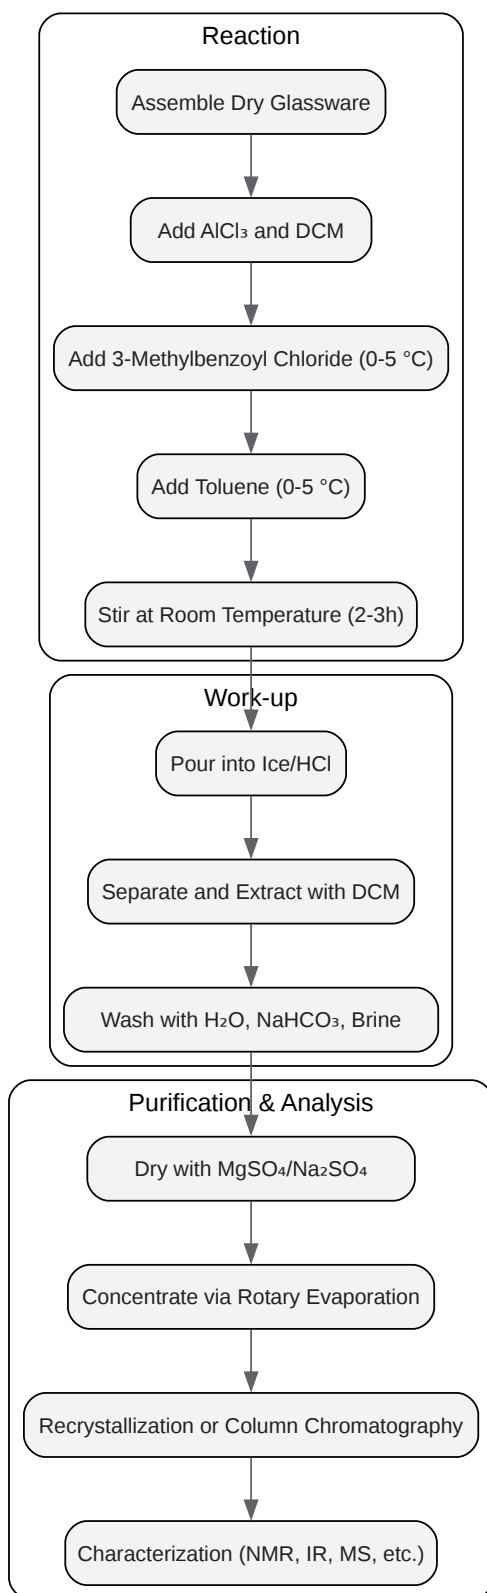 Reaction
Assemble Dry Glassware
Add AlCl₃ and DCM
Add 3-Methylbenzoyl Chloride (0-5 °C)
Add Toluene (0-5 °C)
Stir at Room Temperature (2-3h)
Work-up
Pour into Ice/HCl
Separate and Extract with DCM
Wash with H₂O, NaHCO₃, Brine
Purification & Analysis
Dry with MgSO₄/Na₂SO₄
Concentrate via Rotary Evaporation
Recrystallization or Column Chromatography
Characterization (NMR, IR, MS, etc.)